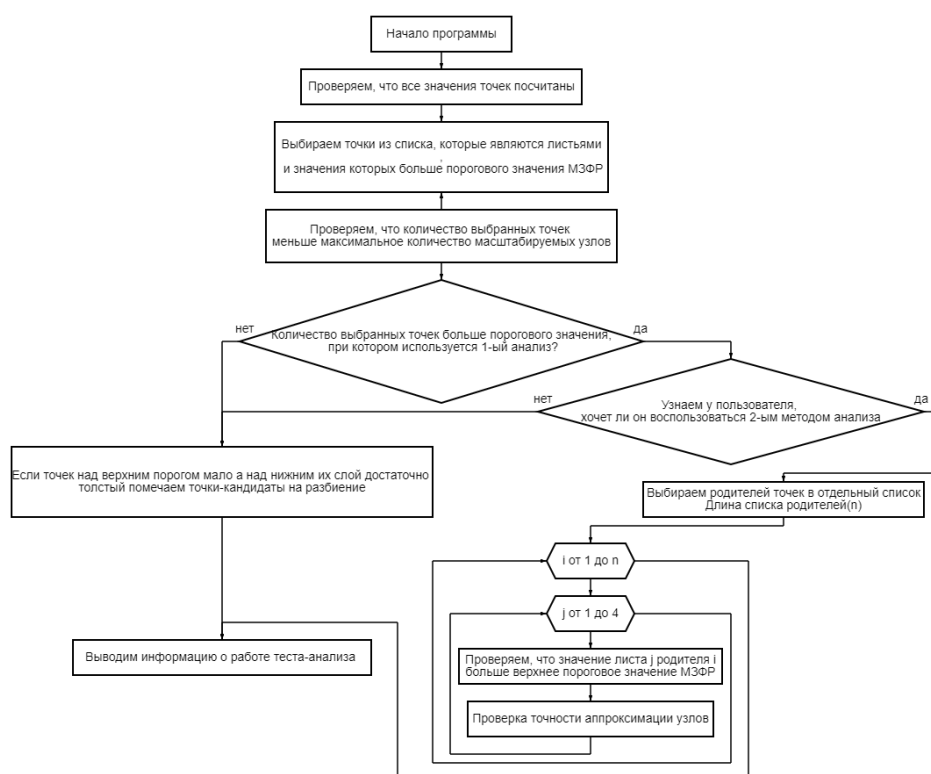 Начало программы
Проверяем, что все значения точек посчитаны
Выбираем точки из списка, которые являются листьями
,
и значения которых больше порогового значения МЗФР
Проверяем, что количество выбранных точек
меньше максимальное количество масштабируемых узлов
нет
Количество выбранных точек больше порогового значения,
при котором используется 1-ый анализ?
да
нет
Узнаем у пользователя,
хочет ли он воспользоваться 2-ым методом анализа
да
Если точек над верхним порогом мало а над нижним их слой достаточно
толстый помечаем точки-кандидаты на разбиение
Выбираем родителей точек в отдельный список
Длина списка родителей(n)
i от 1 до n
j от 1 до 4
Выводим информацию о работе теста-анализа
Проверяем, что значение листа j родителя i
больше верхнее пороговое значение МЗФР
Проверка точности аппроксимации узлов